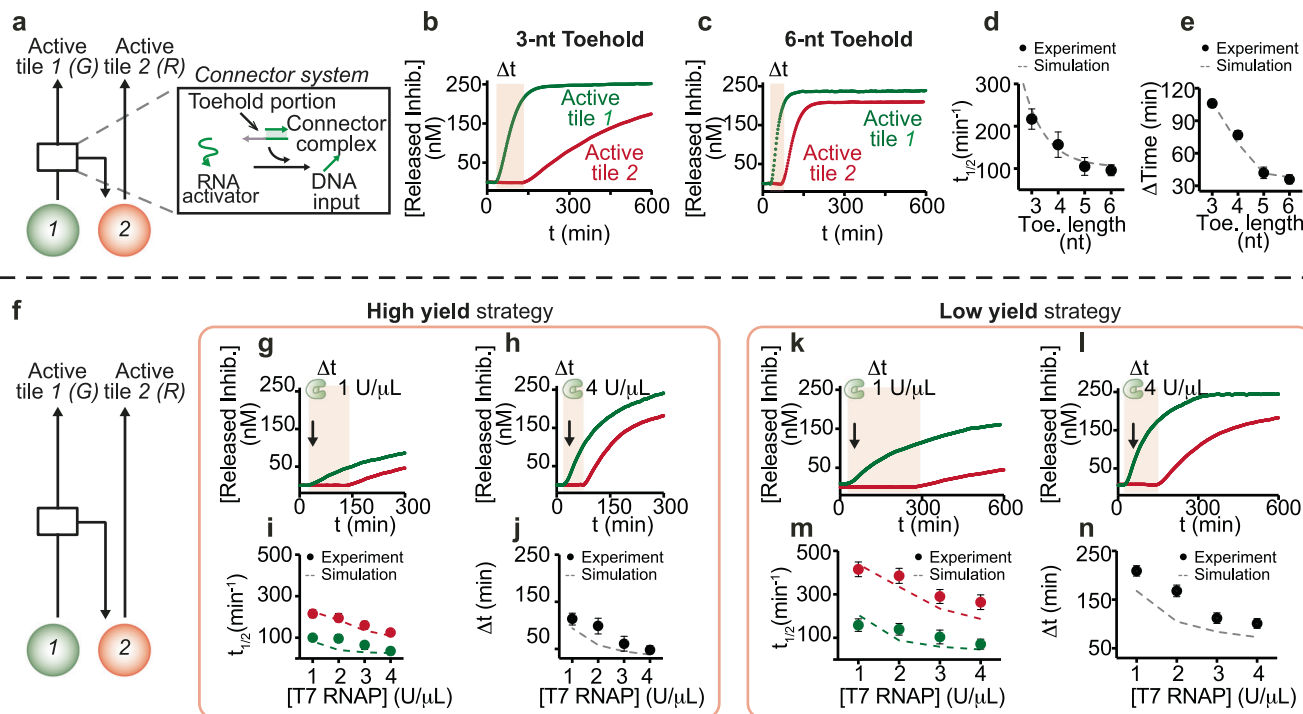 a
Active
tile 1 (G)
Active
tile 2 (R)
Connector system
Toehold portion
Connector
complex
RNA
activator
DNA
input
1
2
b
3-nt Toehold
Δt
[Released Inhib.]
(nM)
250
150
50
Active
tile 1
Active
tile 2
0
300
600
t (min)
c
6-nt Toehold
Δt
[Released Inhib.]
(nM)
250
150
50
Active
tile 1
Active
tile 2
0
300
600
t (min)
d
Experiment
Simulation
t1/2(min-1)
300
200
100
3 4 5 6
Toe. length
(nt)
e
Experiment
Simulation
ΔTime (min)
120
90
60
30
3 4 5 6
Toe. length
(nt)
f
Active
tile 1 (G)
Active
tile 2 (R)
1
2
High yield strategy
g
Δt
1 U/μL
[Released Inhib.]
(nM)
250
150
50
0 150 300
t (min)
h
Δt
4 U/μL
[Released Inhib.]
(nM)
250
150
50
0 150 300
t (min)
i
Experiment
Simulation
t1/2(min-1)
500
300
100
1 2 3 4
[T7 RNAP] (U/μL)
j
Experiment
Simulation
Δt (min)
250
150
50
1 2 3 4
[T7 RNAP] (U/μL)
Low yield strategy
k
Δt
1 U/μL
[Released Inhib.]
(nM)
250
150
50
0 300 600
t (min)
l
Δt
4 U/μL
[Released Inhib.]
(nM)
250
150
50
0 300 600
t (min)
m
Experiment
Simulation
t1/2(min-1)
500
300
100
1 2 3 4
[T7 RNAP] (U/μL)
n
Experiment
Simulation
Δt (min)
250
150
50
1 2 3 4
[T7 RNAP] (U/μL)